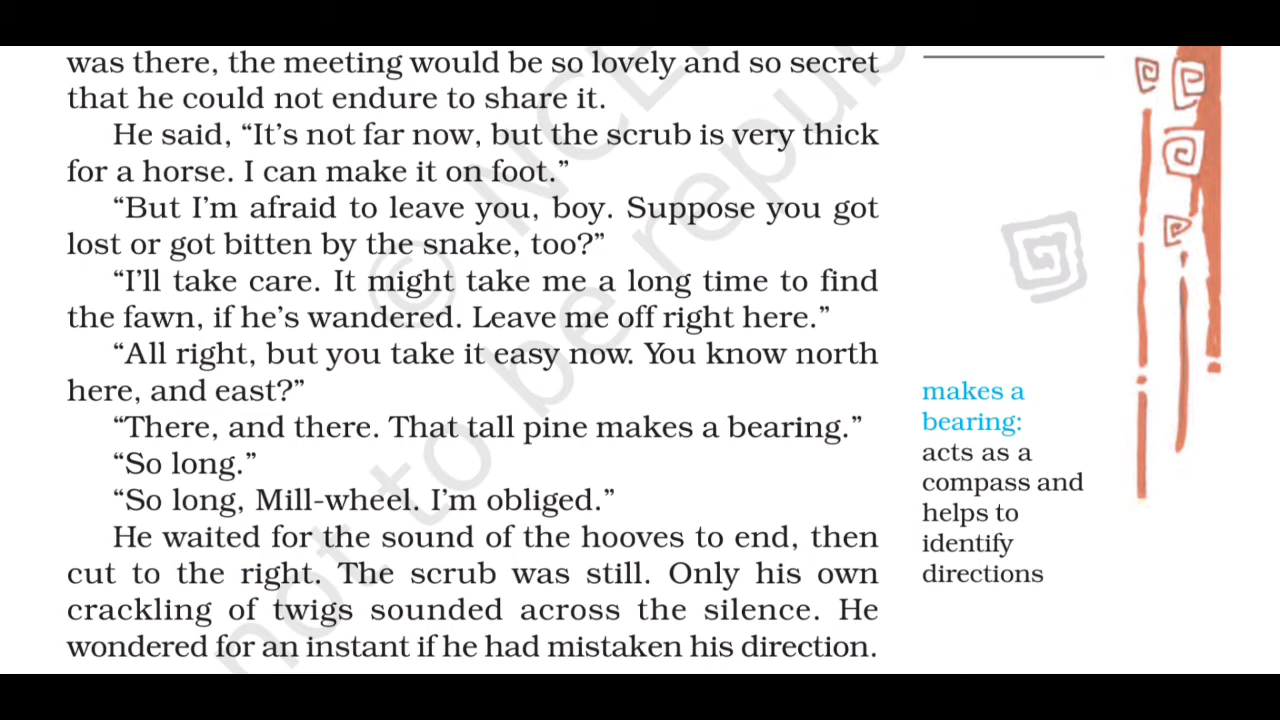 was there, the meeting would be so lovely and so secret
that he could not endure to share it.
He said, “It’s not far now, but the scrub is very thick
for a horse. I can make it on foot.”
“But I’m afraid to leave you, boy. Suppose you got
lost or got bitten by the snake, too?”
“I’ll take care. It might take me a long time to find
the fawn, if he’s wandered. Leave me off right here.”
“All right, but you take it easy now. You know north
here, and east?”
“There, and there. That tall pine makes a bearing.”
“So long.”
“So long, Mill-wheel. I’m obliged.”
He waited for the sound of the hooves to end, then
cut to the right. The scrub was still. Only his own
crackling of twigs sounded across the silence. He
wondered for an instant if he had mistaken his direction.
makes a
bearing:
acts as a
compass and
helps to
identify
directions
not to be